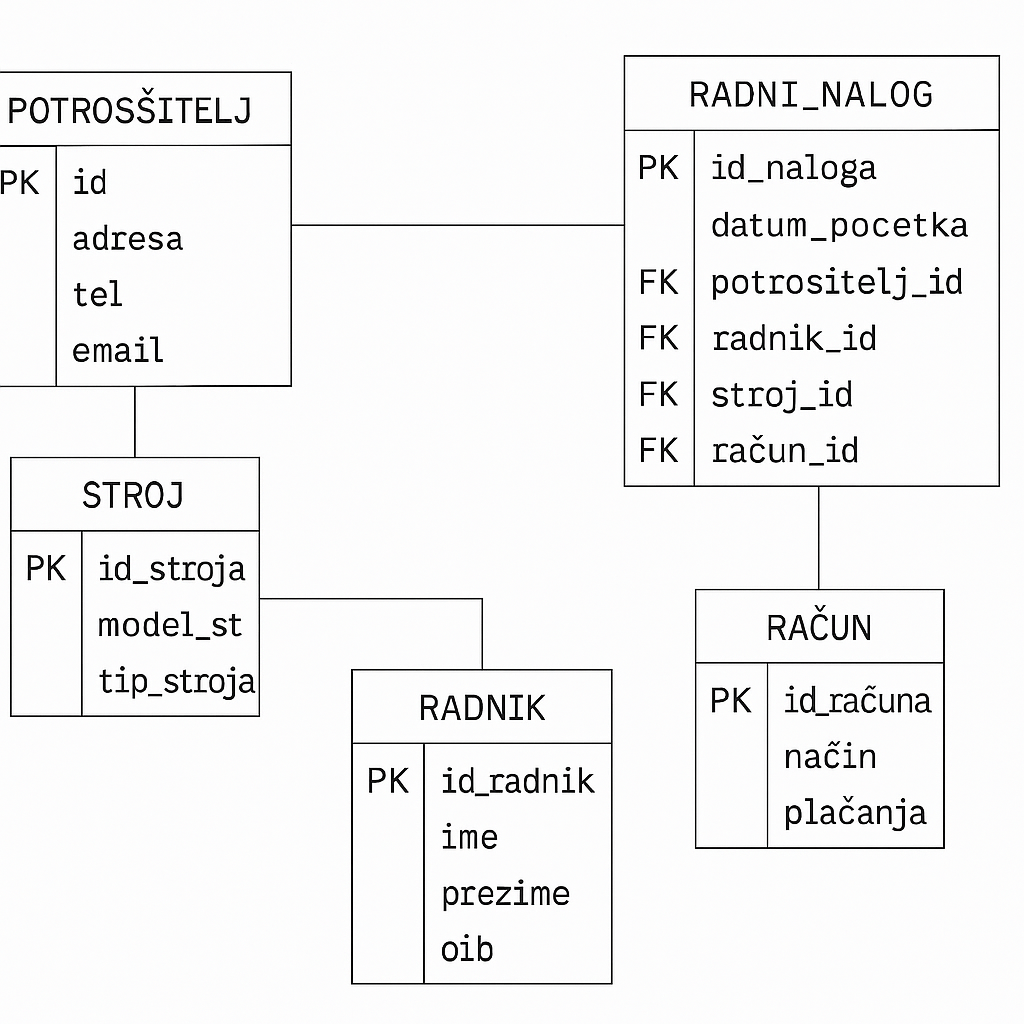 POTROSŠITELJ
PK id
adresa
tel
email
RADNI_NALOG
PK id_naloga
datum_pocetka
FK potrositelj_id
FK radnik_id
FK stroj_id
FK račun_id
STROJ
PK id_stroja
model_st
tip_stroja
RADNIK
PK id_radnik
ime
prezime
oib
RAČUN
PK id_računa
način
plačanja